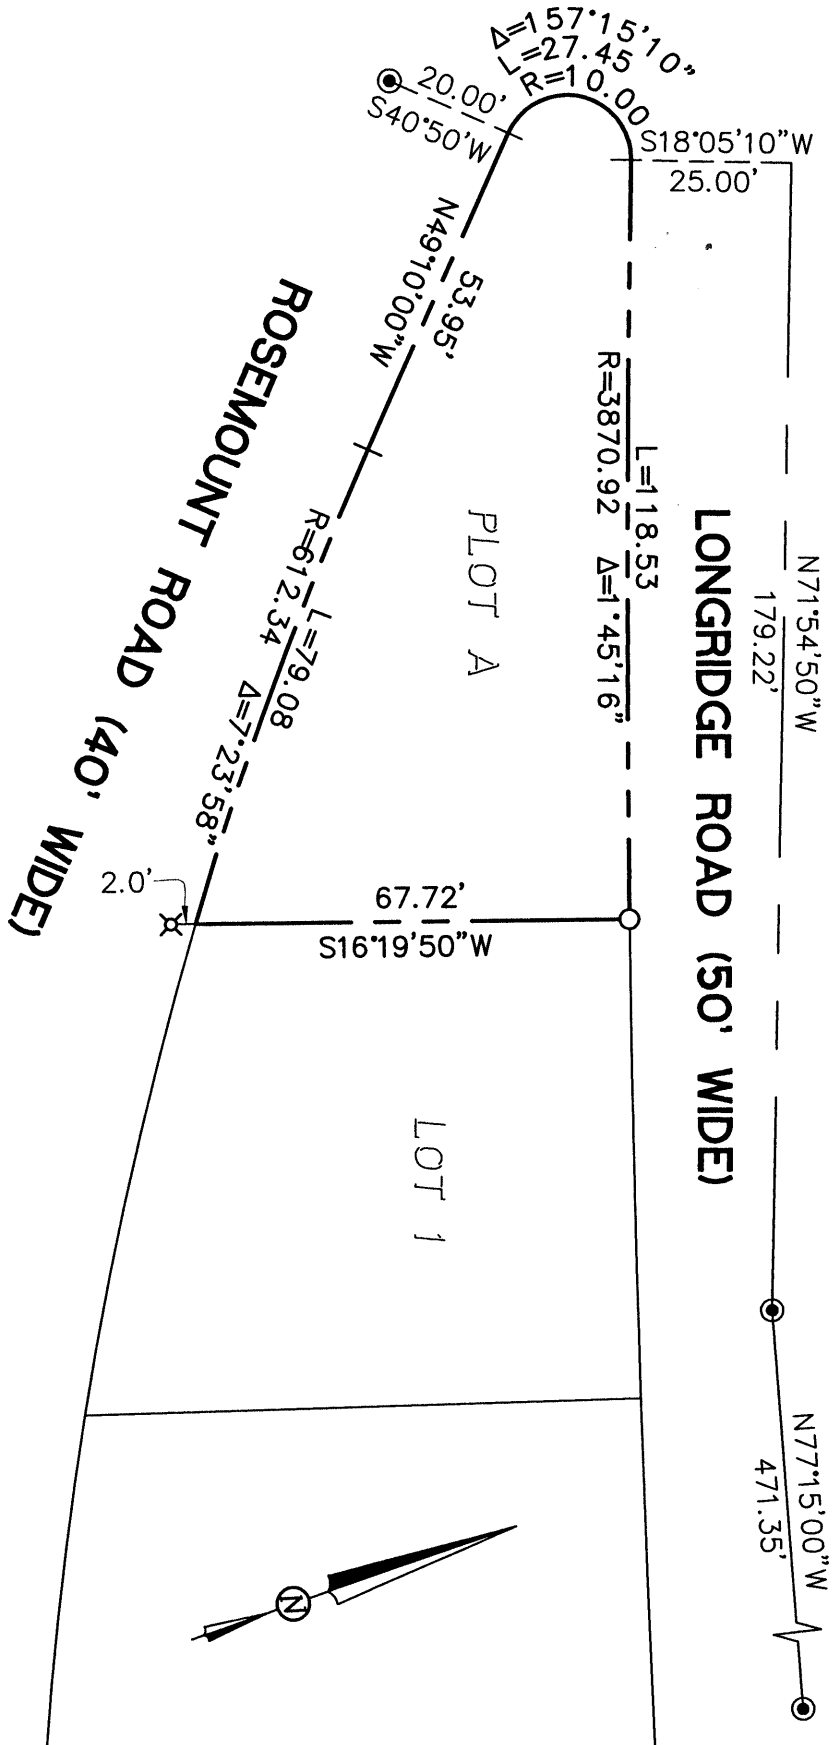 Δ=157°15'10"
L=27.45
R=10.00
20.00'
S40°50'W
S18°05'10"W
25.00'
N49°10'00"W
53.95'
R=3870.92 Δ=1°45'16"
L=118.53
N71°54'50"W
179.22'
LONGRIDGE ROAD (50' WIDE)
ROSEMOUNT ROAD (40' WIDE)
PLOT A
R=612.34 Δ=7°23'58"
L=79.08
2.0'
67.72'
S16°19'50"W
LOT 1
N77°15'00"W
471.35'
N